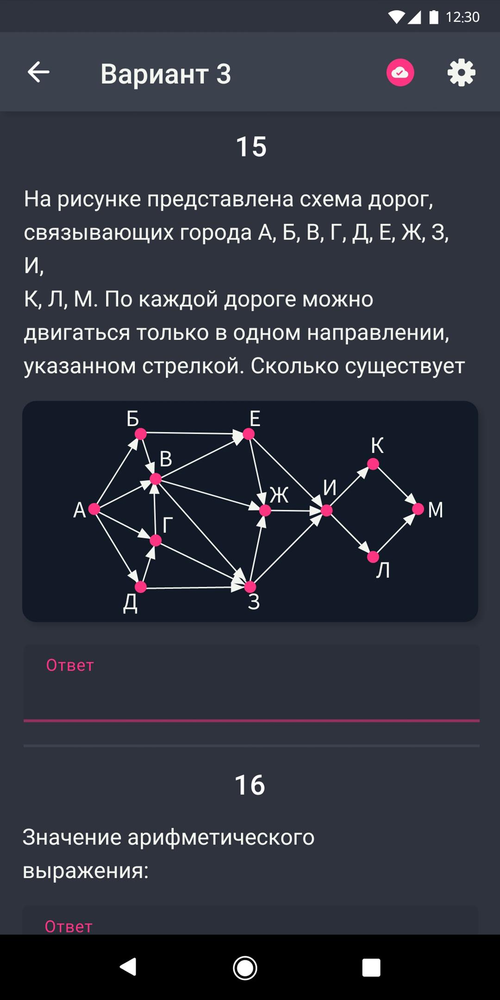 12:30
Вариант 3
15
На рисунке представлена схема дорог,
связывающих города А, Б, В, Г, Д, Е, Ж, З,
И,
К, Л, М. По каждой дороге можно
двигаться только в одном направлении,
указанном стрелкой. Сколько существует
Б
Е
В
К
И
Ж
А
М
Г
Л
Д
З
Ответ
16
Значение арифметического
выражения:
Ответ